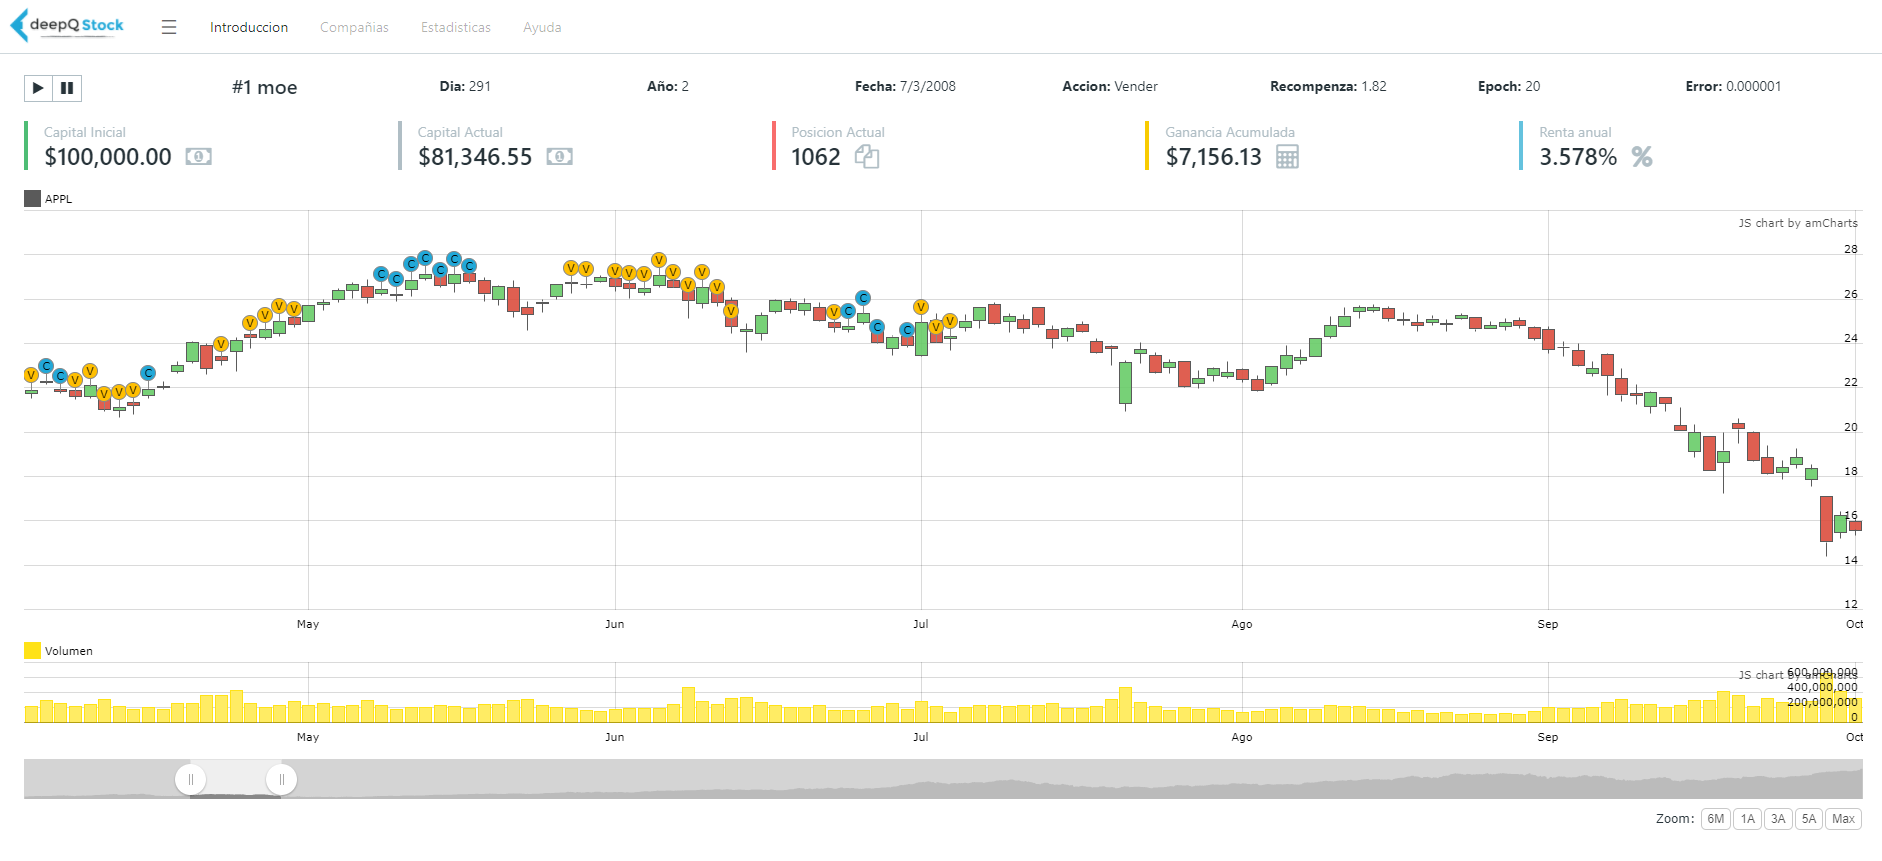 deepQ Stock
Introduccion Compañias Estadisticas Ayuda
#1 moe Dia: 291 Año: 2 Fecha: 7/3/2008 Accion: Vender Recompenza: 1.82 Epoch: 20 Error: 0.000001
Capital Inicial Capital Actual Posicion Actual Ganancia Acumulada Renta anual
$100,000.00 $81,346.55 1062 $7,156.13 3.578% %
APPL
JS chart by amCharts
28
26
24
22
20
18
16
14
12
V C C V V V V V C V V V V V C C C C C C C V V V V V V V V V V V V C C C C V V V
May Jun Jul Ago Sep Oct
Volumen
JS chart by amCharts
600,000,000
400,000,000
200,000,000
0
May Jun Jul Ago Sep Oct
Zoom: 6M 1A 3A 5A Max